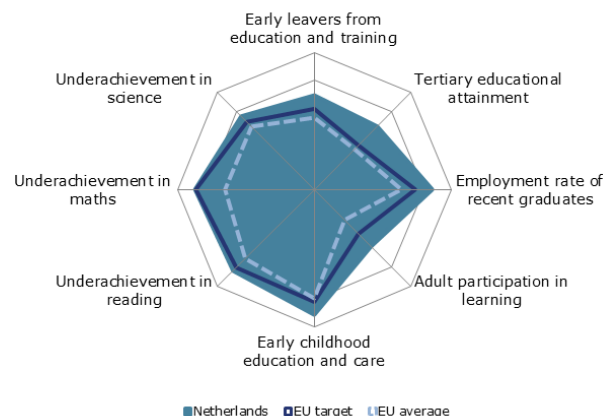 Early leavers from
education and training
Underachievement in
science
Tertiary educational
attainment
Underachievement in
maths
Employment rate of
recent graduates
Underachievement in
reading
Adult participation in
learning
Early childhood
education and care
Netherlands EU target EU average